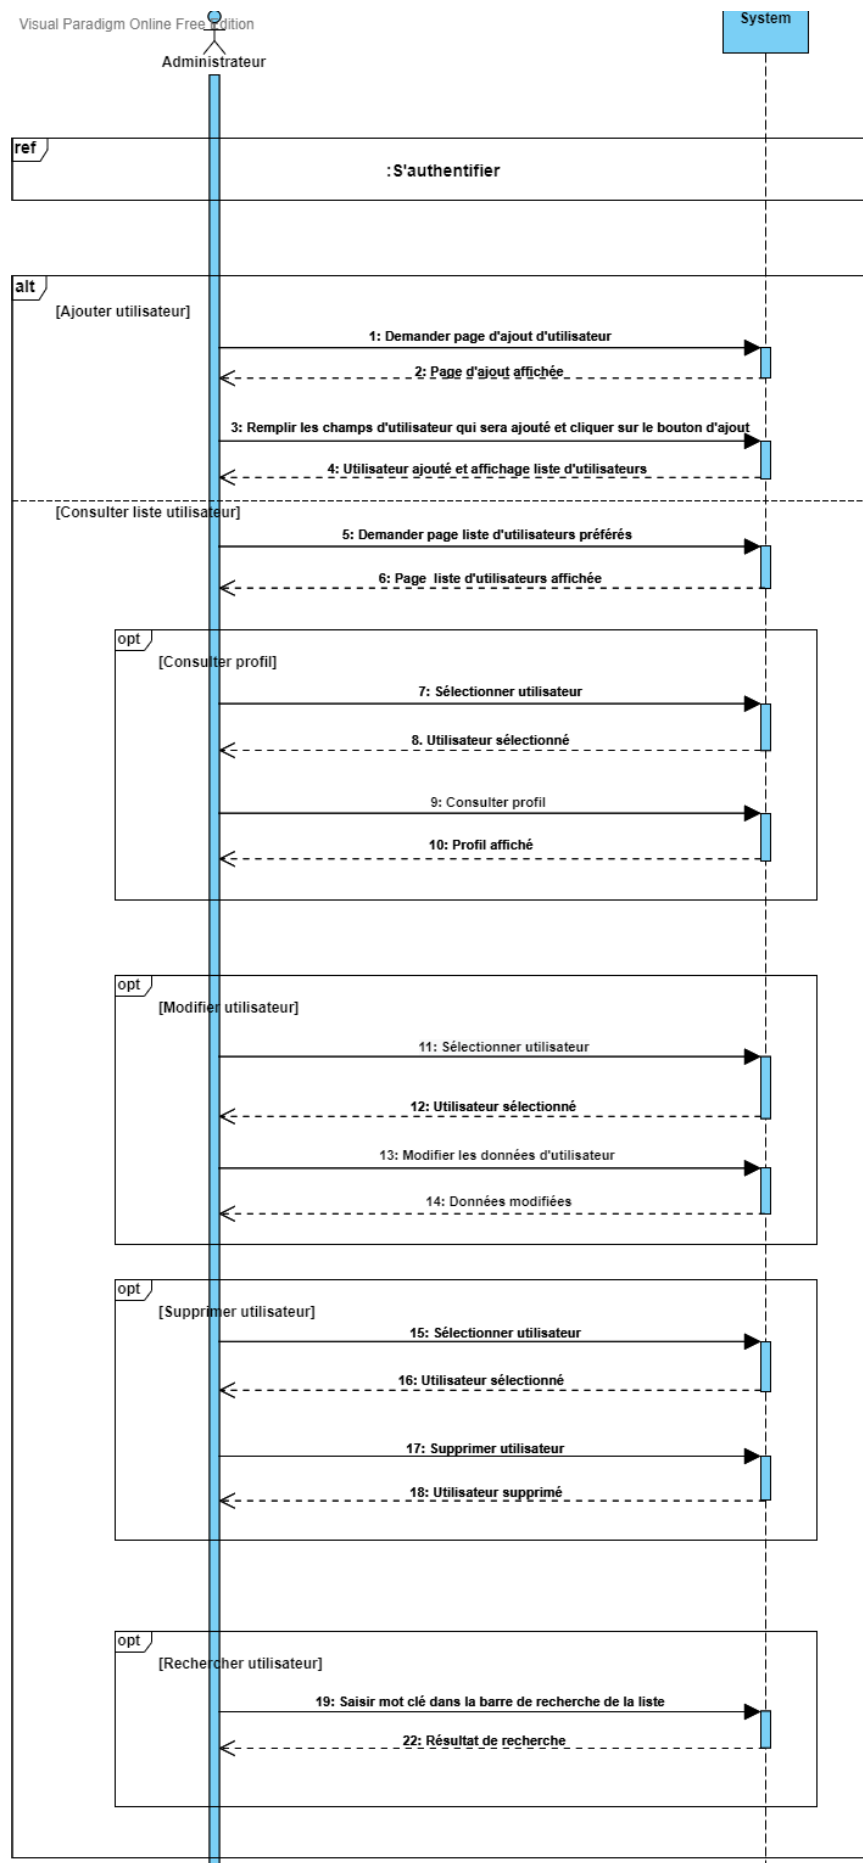 Visual Paradigm Online Free Edition
System
Administrateur
ref
:S'authentifier
alt
[Ajouter utilisateur]
1: Demander page d'ajout d'utilisateur
2: Page d'ajout affichée
3: Remplir les champs d'utilisateur qui sera ajouté et cliquer sur le bouton d'ajout
4: Utilisateur ajouté et affichage liste d'utilisateurs
[Consulter liste utilisateur]
5: Demander page liste d'utilisateurs préférés
6: Page liste d'utilisateurs affichée
opt
[Consulter profil]
7: Sélectionner utilisateur
8. Utilisateur sélectionné
9: Consulter profil
10: Profil affiché
opt
[Modifier utilisateur]
11: Sélectionner utilisateur
12: Utilisateur sélectionné
13: Modifier les données d'utilisateur
14: Données modifiées
opt
[Supprimer utilisateur]
15: Sélectionner utilisateur
16: Utilisateur sélectionné
17: Supprimer utilisateur
18: Utilisateur supprimé
opt
[Rechercher utilisateur]
19: Saisir mot clé dans la barre de recherche de la liste
22: Résultat de recherche